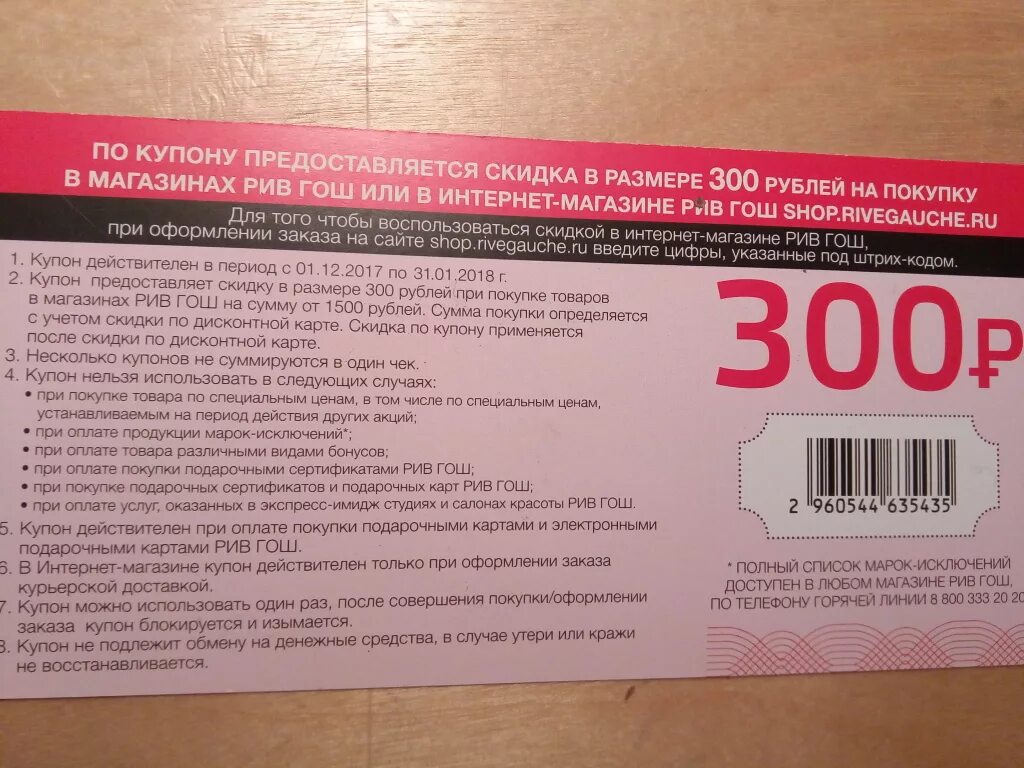 ПО КУПОНУ ПРЕДОСТАВЛЯЕТСЯ СКИДКА В РАЗМЕРЕ 300 РУБЛЕЙ НА ПОКУПКУ
В МАГАЗИНАХ РИВ ГОШ ИЛИ В ИНТЕРНЕТ-МАГАЗИНЕ РИВ ГОШ SHOP.RIVEGAUCHE.RU
Для того чтобы воспользоваться скидкой в интернет-магазине РИВ ГОШ,
при оформлении заказа на сайте shop.rivegauche.ru введите цифры, указанные под штрих-кодом.
1. Купон действителен в период с 01.12.2017 по 31.01.2018 г.
2. Купон предоставляет скидку в размере 300 рублей при покупке товаров
в магазинах РИВ ГОШ на сумму от 1500 рублей. Сумма покупки определяется
с учетом скидки по дисконтной карте. Скидка по купону применяется
после скидки по дисконтной карте.
3. Несколько купонов не суммируются в один чек.
4. Купон нельзя использовать в следующих случаях:
• при покупке товара по специальным ценам, в том числе по специальным ценам,
устанавливаемым на период действия других акций;
• при оплате продукции марок-исключений*;
• при оплате товара различными видами бонусов;
• при оплате покупки подарочными сертификатами РИВ ГОШ;
• при покупке подарочных сертификатов и подарочных карт РИВ ГОШ;
• при оплате услуг, оказанных в экспресс-имидж студиях и салонах красоты РИВ ГОШ.
5. Купон действителен при оплате покупки подарочными картами и электронными
подарочными картами РИВ ГОШ.
6. В Интернет-магазине купон действителен только при оформлении заказа
курьерской доставкой.
7. Купон можно использовать один раз, после совершения покупки/оформления
заказа купон блокируется и изымается.
8. Купон не подлежит обмену на денежные средства, в случае утери или кражи
не восстанавливается.
300₽
2 960544 635435
* ПОЛНЫЙ СПИСОК МАРОК-ИСКЛЮЧЕНИЙ
ДОСТУПЕН В ЛЮБОМ МАГАЗИНЕ РИВ ГОШ,
ПО ТЕЛЕФОНУ ГОРЯЧЕЙ ЛИНИИ 8 800 333 20 20